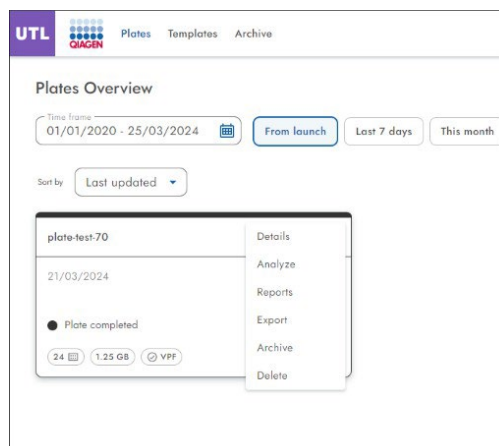 UTL
QIAGEN
Plates Templates Archive
Plates Overview
Time frame
01/01/2020 - 25/03/2024
From launch
Last 7 days
This month
Sort by
Last updated
plate-test-70
21/03/2024
Plate completed
24
1.25 GB
VPF
Details
Analyze
Reports
Export
Archive
Delete